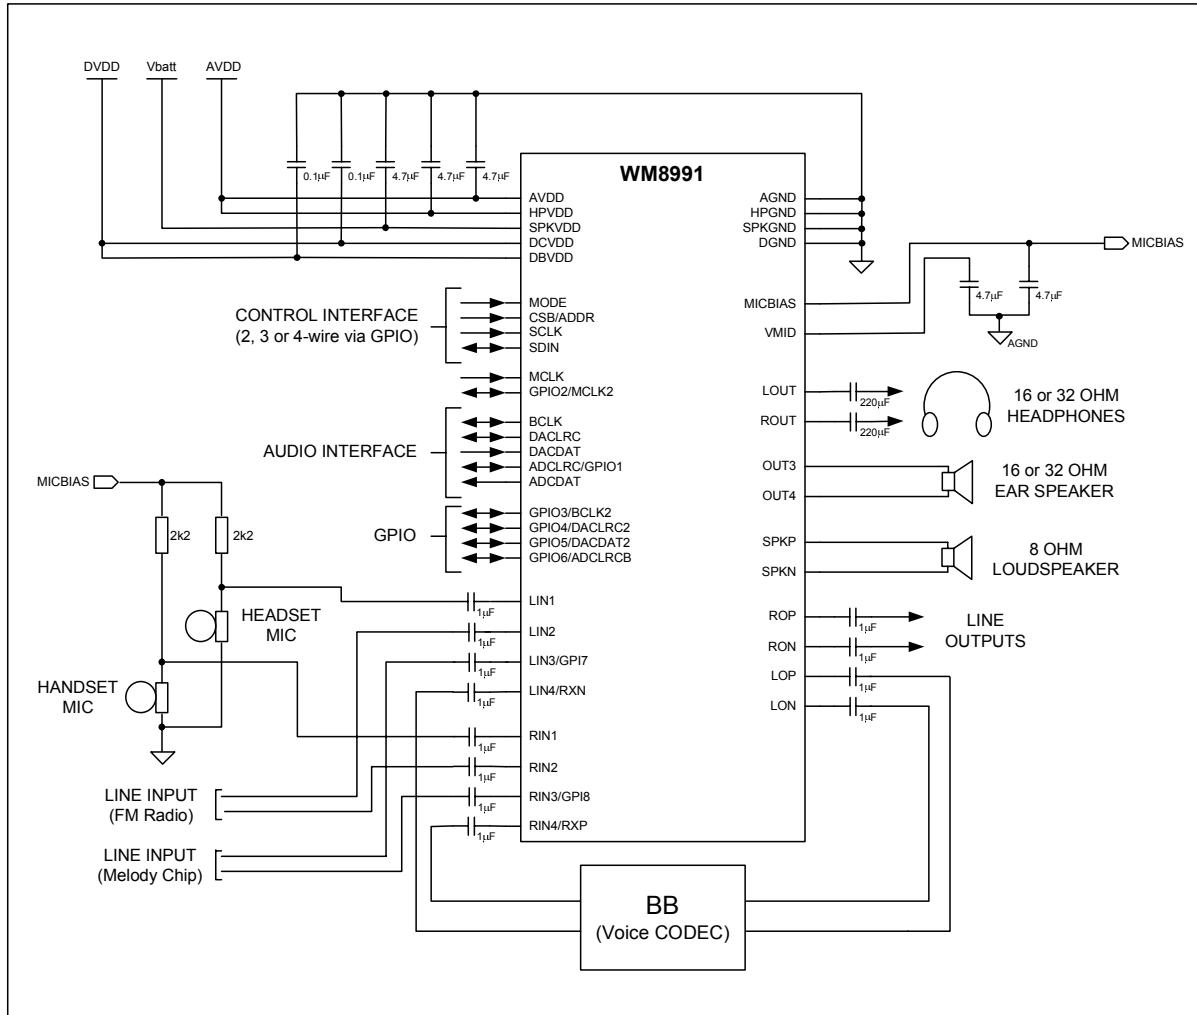 DVDD Vbatt AVDD
0.1µF 0.1µF 4.7µF 4.7µF 4.7µF
WM8991
AVDD
HPVDD
SPKVDD
DCVDD
DBVDD
AGND
HPGND
SPKGND
DGND
MICBIAS
4.7µF 4.7µF
AGND
MICBIAS
VMID
CONTROL INTERFACE
(2, 3 or 4-wire via GPIO)
MODE
CSB/ADDR
SCLK
SDIN
MCLK
GPIO2/MCLK2
AUDIO INTERFACE
BCLK
DACLRC
DACDAT
ADCLRC/GPIO1
ADCDAT
GPIO
GPIO3/BCLK2
GPIO4/DACLRC2
GPIO5/DACDAT2
GPIO6/ADCLRCB
LOUT
220µF
ROUT
220µF
16 or 32 OHM
HEADPHONES
OUT3
OUT4
16 or 32 OHM
EAR SPEAKER
SPKP
SPKN
8 OHM
LOUDSPEAKER
ROP
1µF
RON
1µF
LINE
OUTPUTS
LOP
1µF
LON
1µF
MICBIAS
2k2 2k2
HEADSET
MIC
HANDSET
MIC
1µF
LIN1
1µF
LIN2
1µF
LIN3/GPI7
1µF
LIN4/RXN
1µF
RIN1
1µF
RIN2
1µF
RIN3/GPI8
1µF
RIN4/RXP
LINE INPUT
(FM Radio)
LINE INPUT
(Melody Chip)
BB
(Voice CODEC)